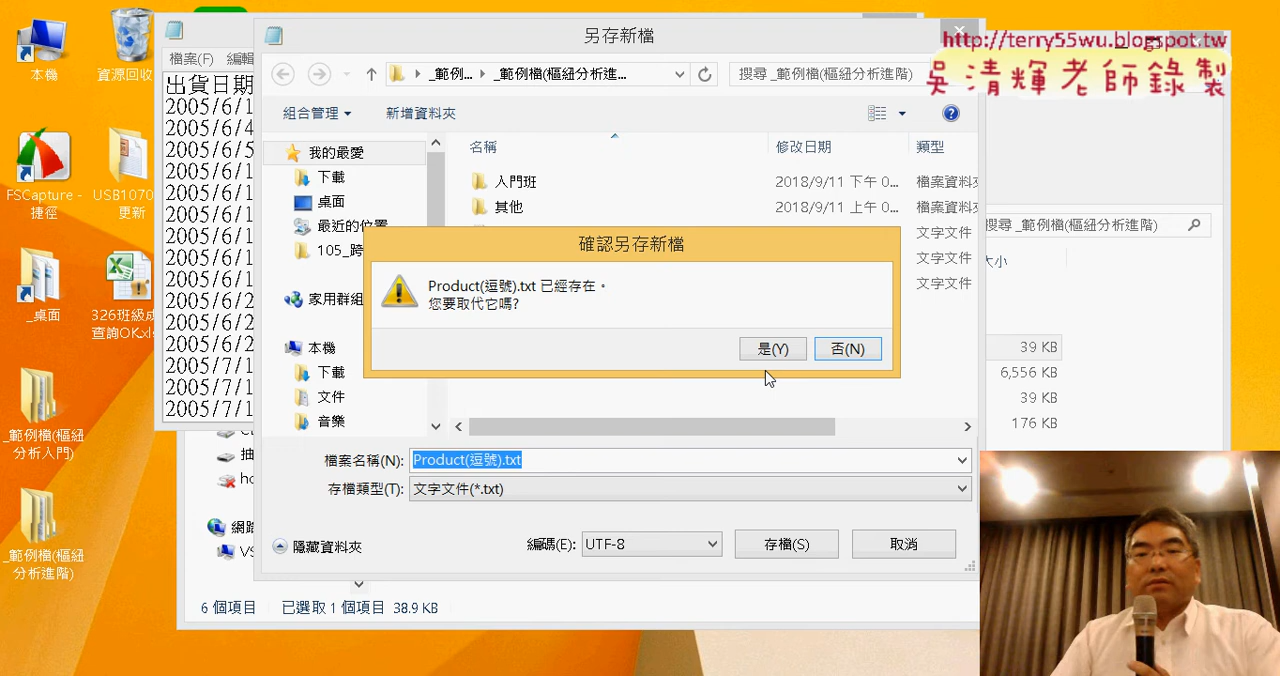 http://terry55wu.blogspot.tw
吳清輝老師錄製
本機
資源回收
FSCapture - 捷徑
USB1070
更新
_桌面
326班級成
查詢OK.xl
_範例檔(樞紐
分析入門)
_範例檔(樞紐
分析進階)
檔案(F) 編輯
出貨日期
2005/6/1
2005/6/4
2005/6/5
2005/6/1
2005/6/1
2005/6/1
2005/6/1
2005/6/1
2005/6/1
2005/6/2
2005/6/2
2005/6/2
2005/7/1
2005/7/1
2005/7/1
另存新檔
_範例... _範例檔(樞紐分析進...
搜尋 _範例檔(樞紐分析進階)
組合管理 新增資料夾
名稱 修改日期 類型
我的最愛
下載
桌面
最近的位置
105_跨
家用群組
本機
下載
文件
音樂
入門班 2018/9/11 下午 0... 檔案資料夾
其他 2018/9/11 上午 0... 檔案資料夾
文字文件
文字文件
文字文件
確認另存新檔
Product(逗號).txt 已經存在。
您要取代它嗎?
是(Y) 否(N)
檔案名稱(N): Product(逗號).txt
存檔類型(T): 文字文件(*.txt)
隱藏資料夾 編碼(E): UTF-8 存檔(S) 取消
搜尋 _範例檔(樞紐分析進階)
大小
39 KB
6,556 KB
39 KB
176 KB
網路
6 個項目 已選取 1 個項目 38.9 KB